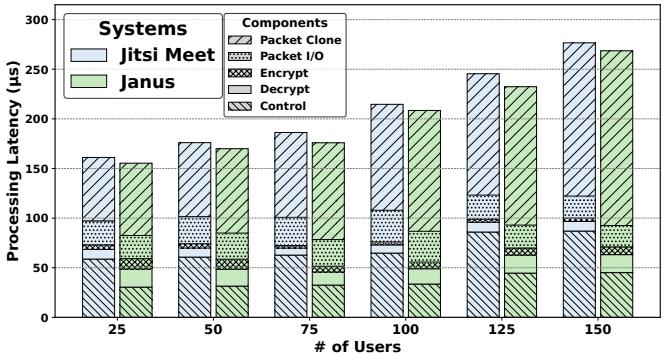 Systems
Jitsi Meet
Janus
Components
Packet Clone
Packet I/O
Encrypt
Decrypt
Control
Processing Latency (μs)
300
250
200
150
100
50
0
25 50 75 100 125 150
# of Users